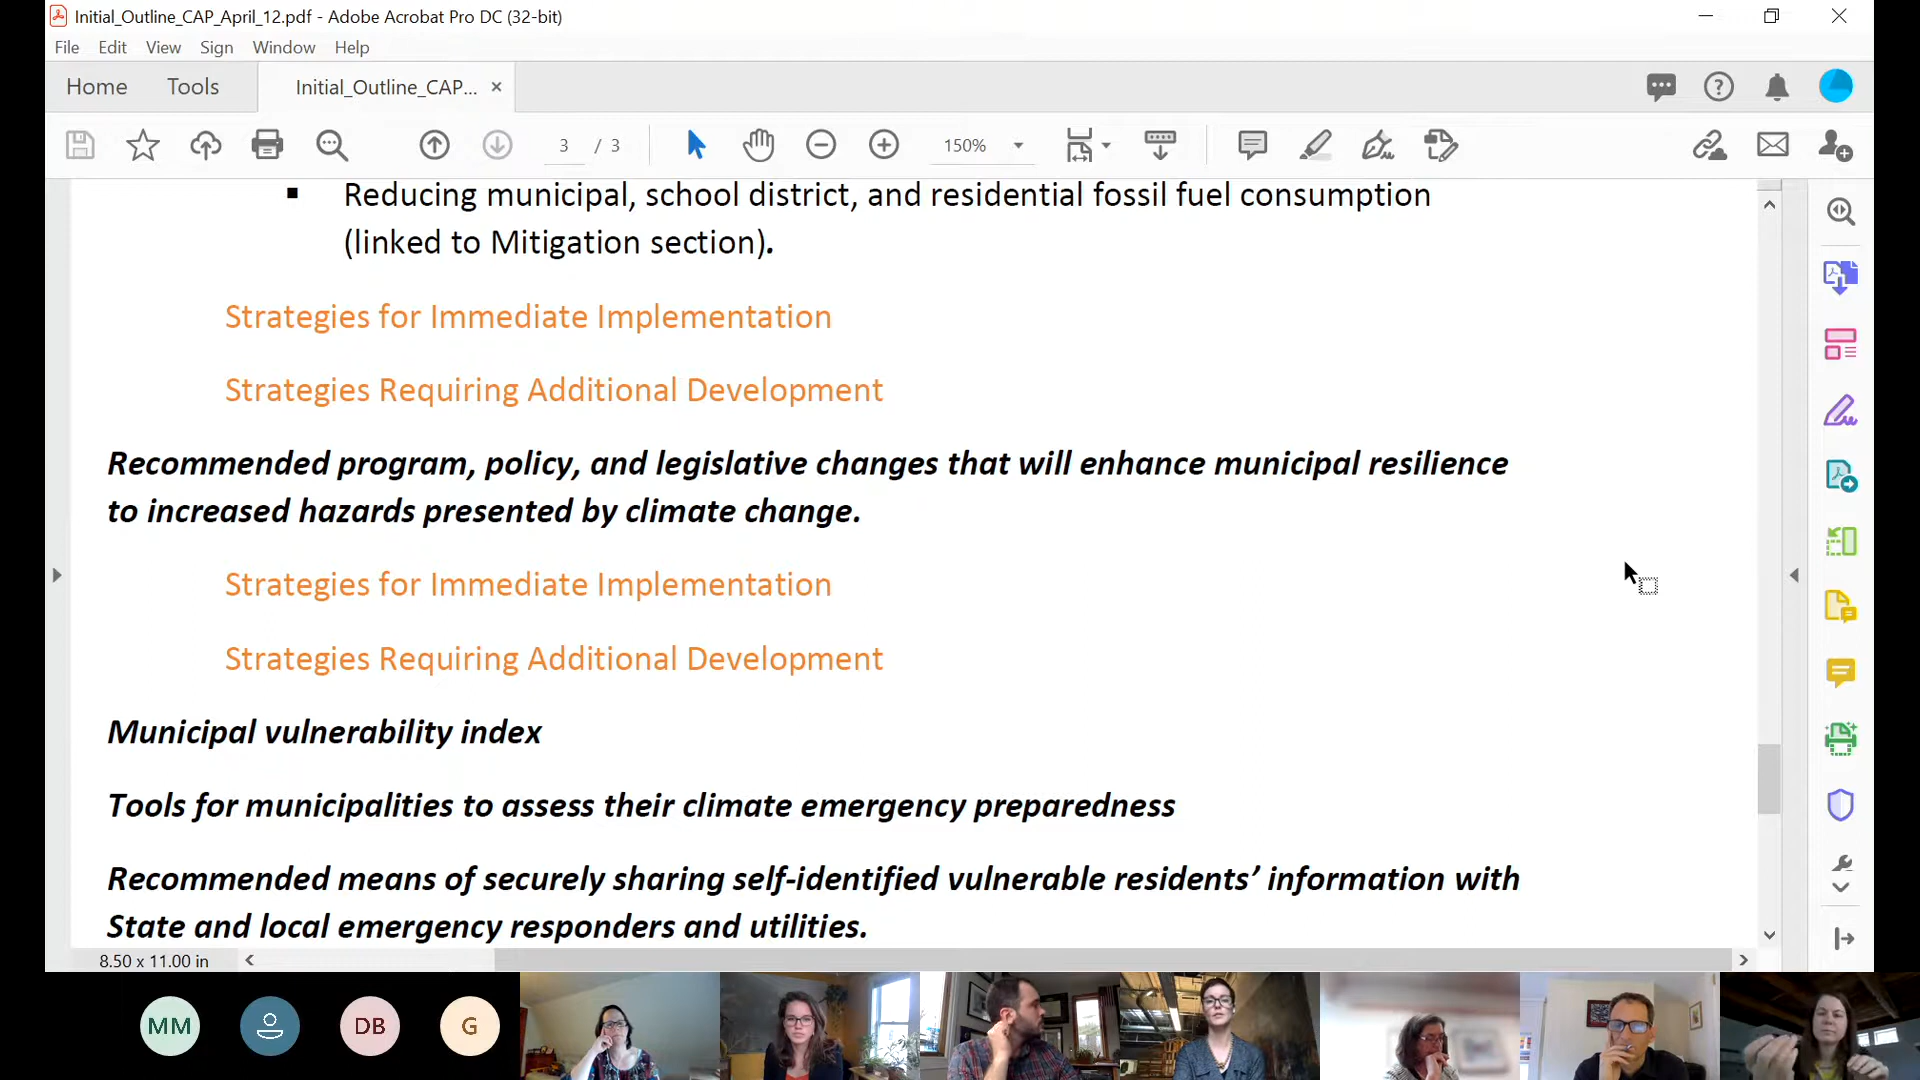 Initial_Outline_CAP_April_12.pdf - Adobe Acrobat Pro DC (32-bit)
File Edit View Sign Window Help
Home Tools Initial_Outline_CAP... ×
3 / 3 150%
▪ Reducing municipal, school district, and residential fossil fuel consumption
(linked to Mitigation section).
Strategies for Immediate Implementation
Strategies Requiring Additional Development
Recommended program, policy, and legislative changes that will enhance municipal resilience
to increased hazards presented by climate change.
Strategies for Immediate Implementation
Strategies Requiring Additional Development
Municipal vulnerability index
Tools for municipalities to assess their climate emergency preparedness
Recommended means of securely sharing self-identified vulnerable residents’ information with
State and local emergency responders and utilities.
8.50 x 11.00 in
MM DB G